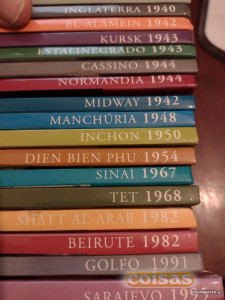 INGLATERRA 1940
EL-ALAMEIN 1942
KURSK 1943
ESTALINEGRADO 1943
CASSINO 1944
NORMANDIA 1944
MIDWAY 1942
MANCHÚRIA 1948
INCHON 1950
DIEN BIEN PHU 1954
SINAI 1967
TET 1968
SHATT AL-ARAB 1982
BEIRUTE 1982
GOLFO 1991
coisas
SARAJEVO